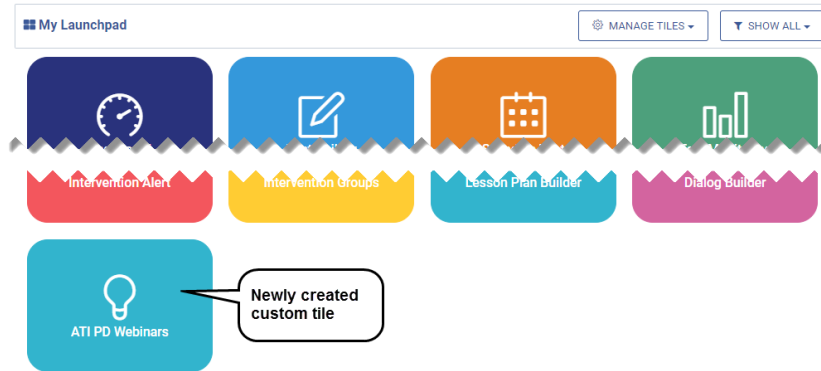 My Launchpad
MANAGE TILES
SHOW ALL
Intervention Alert
Intervention Groups
Lesson Plan Builder
Dialog Builder
ATI PD Webinars
Newly created
custom tile